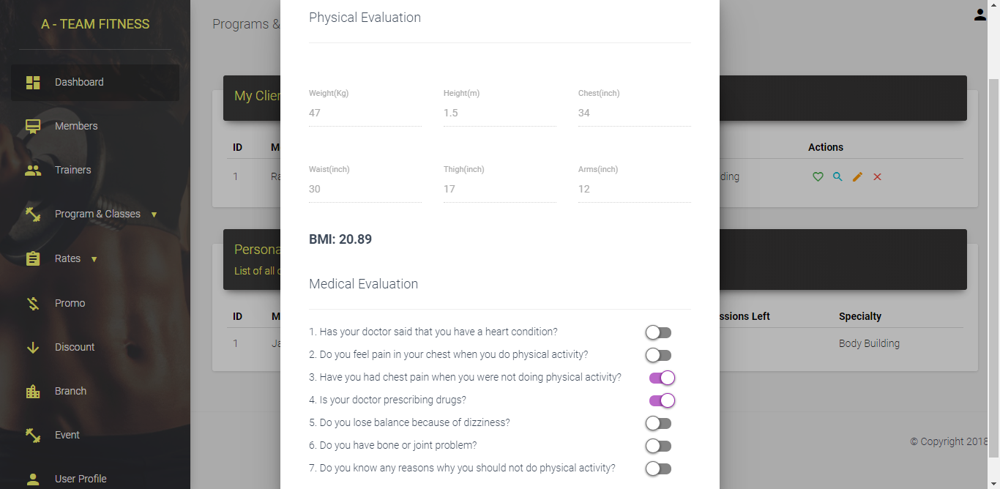 A - TEAM FITNESS
Dashboard
Members
Trainers
Program & Classes
Rates
Promo
Discount
Branch
Event
User Profile
Programs &
My Clien
ID M Actions
1 Ra ding
Persona
List of all c
ID M ssions Left Specialty
1 Ja Body Building
© Copyright 2018
Physical Evaluation
Weight(Kg) Height(m) Chest(inch)
47 1.5 34
Waist(inch) Thigh(inch) Arms(inch)
30 17 12
BMI: 20.89
Medical Evaluation
1. Has your doctor said that you have a heart condition?
2. Do you feel pain in your chest when you do physical activity?
3. Have you had chest pain when you were not doing physical activity?
4. Is your doctor prescribing drugs?
5. Do you lose balance because of dizziness?
6. Do you have bone or joint problem?
7. Do you know any reasons why you should not do physical activity?